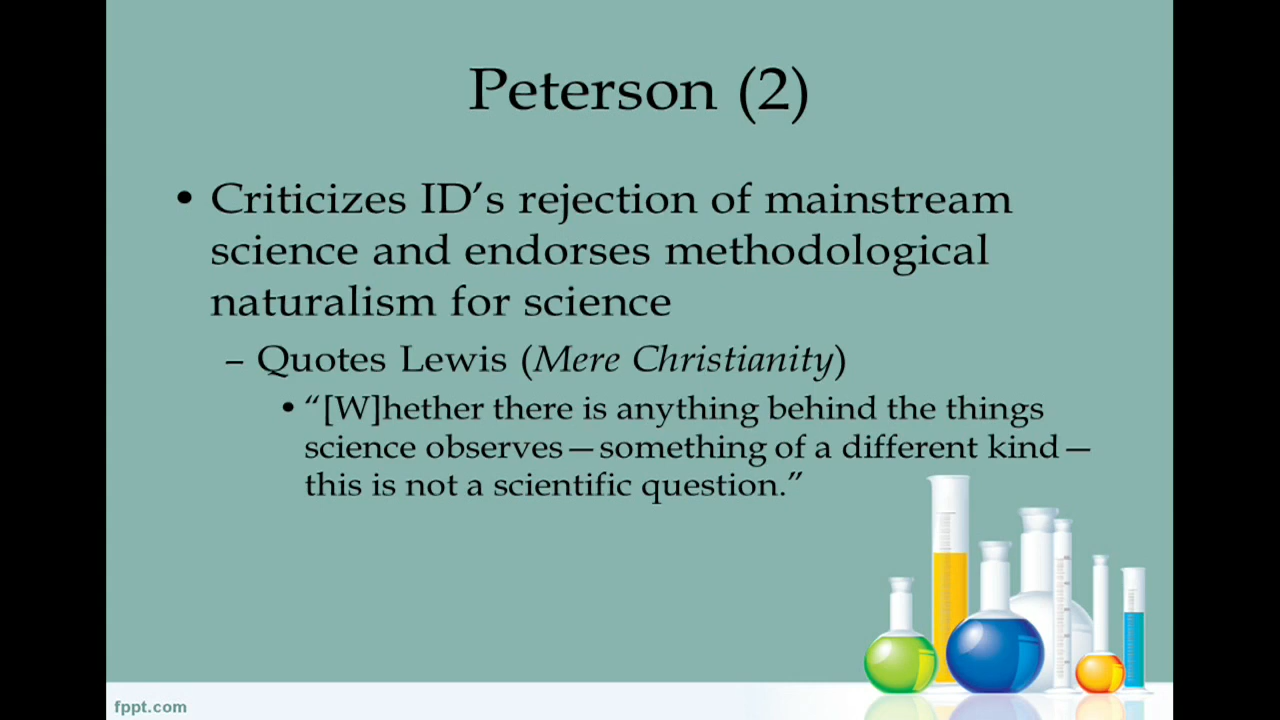 Peterson (2)
• Criticizes ID’s rejection of mainstream
science and endorses methodological
naturalism for science
– Quotes Lewis (Mere Christianity)
• “[W]hether there is anything behind the things
science observes—something of a different kind—
this is not a scientific question.”
fppt.com